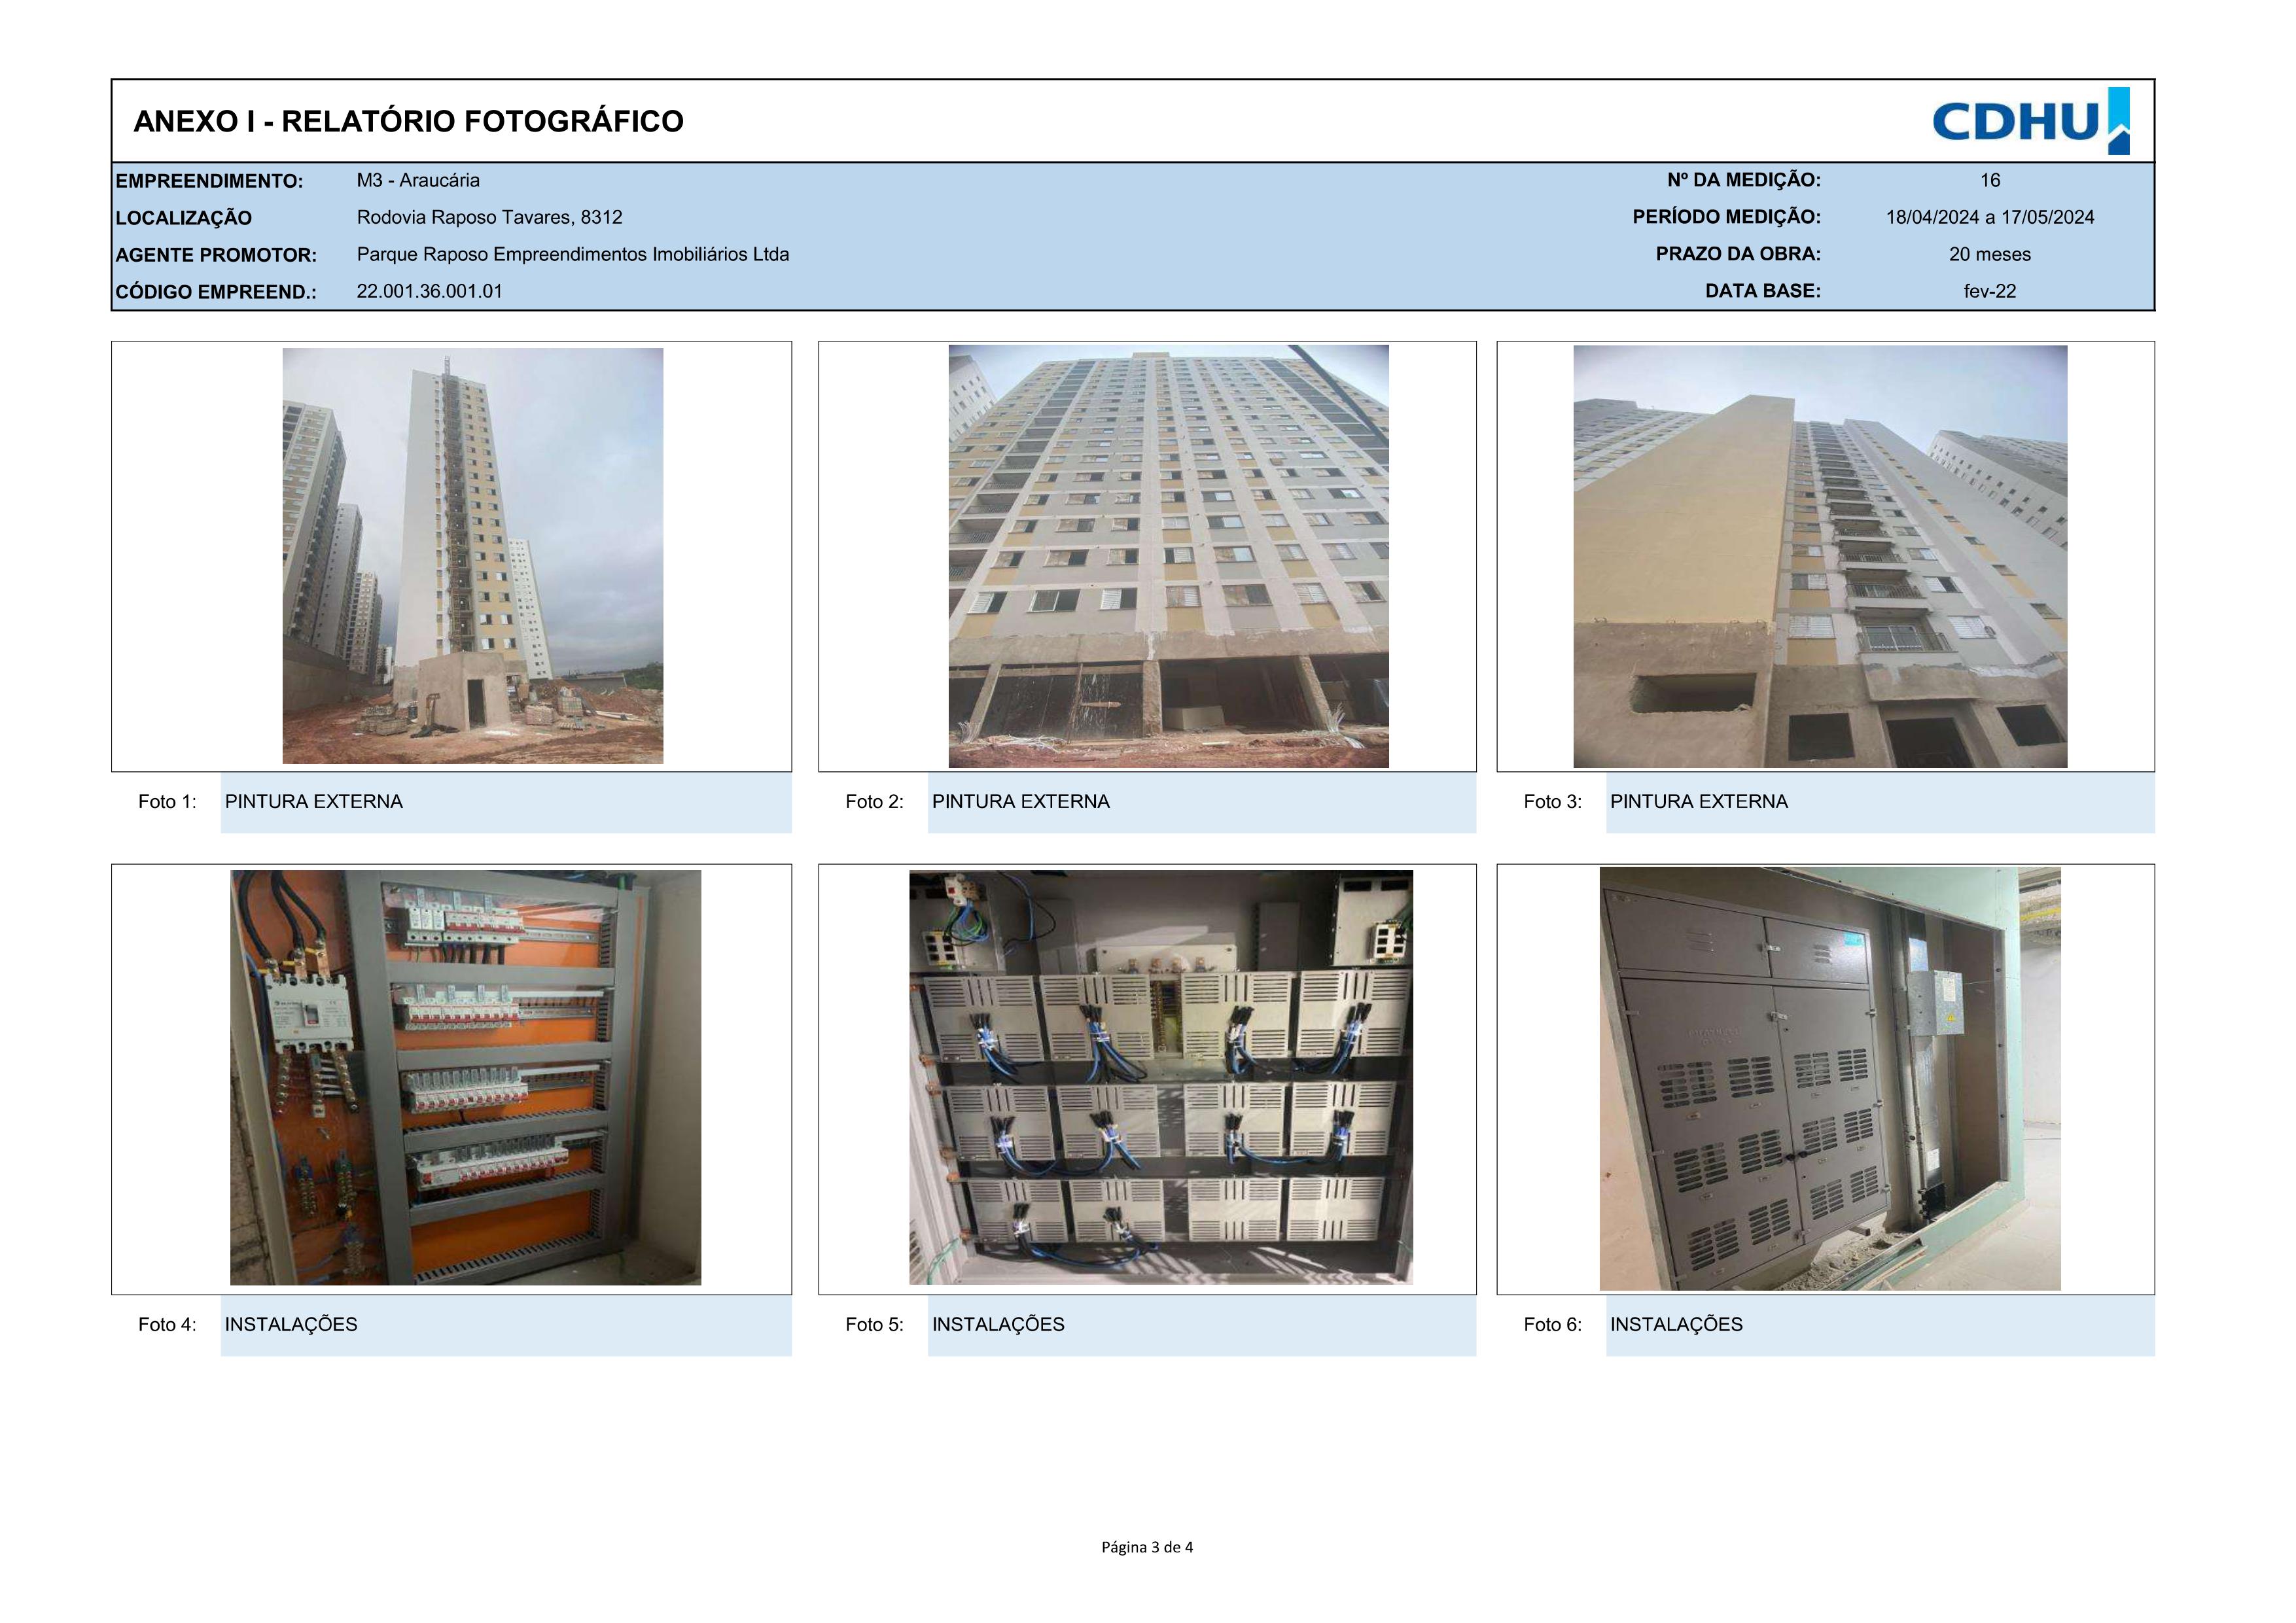 ANEXO I - RELATÓRIO FOTOGRÁFICO
CDHU
EMPREENDIMENTO: M3 - Araucária
Nº DA MEDIÇÃO: 16
LOCALIZAÇÃO Rodovia Raposo Tavares, 8312
PERÍODO MEDIÇÃO: 18/04/2024 a 17/05/2024
AGENTE PROMOTOR: Parque Raposo Empreendimentos Imobiliários Ltda
PRAZO DA OBRA: 20 meses
CÓDIGO EMPREEND.: 22.001.36.001.01
DATA BASE: fev-22
Foto 1: PINTURA EXTERNA
Foto 2: PINTURA EXTERNA
Foto 3: PINTURA EXTERNA
Foto 4: INSTALAÇÕES
Foto 5: INSTALAÇÕES
Foto 6: INSTALAÇÕES
Página 3 de 4